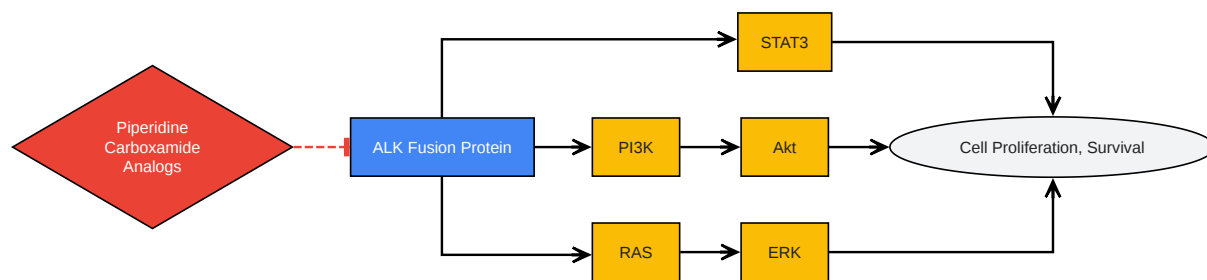 STAT3
Piperidine
Carboxamide
Analogs
ALK Fusion Protein
PI3K
Akt
Cell Proliferation, Survival
RAS
ERK